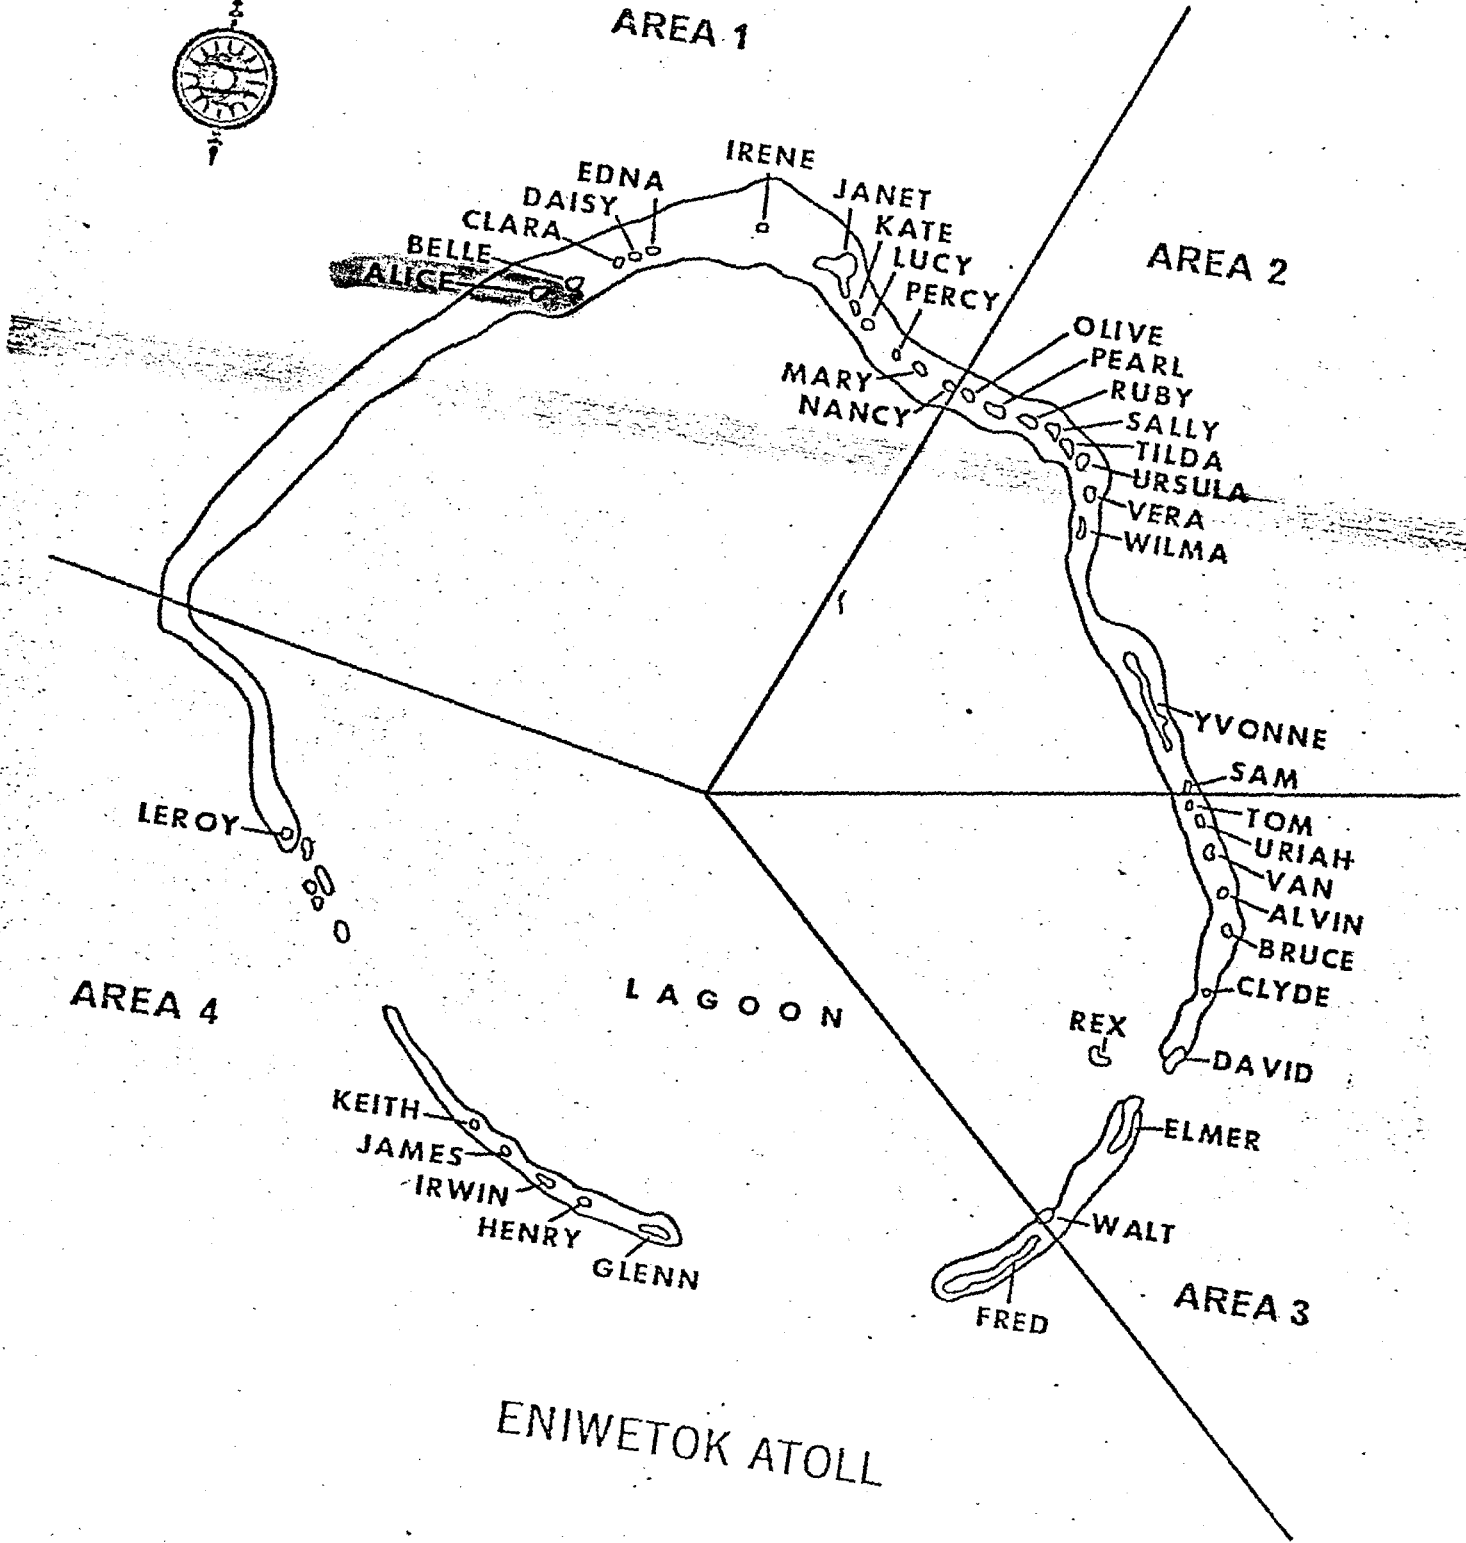 AREA 1
IRENE
EDNA
DAISY
CLARA
BELLE
ALICE
JANET
KATE
LUCY
PERCY
AREA 2
OLIVE
PEARL
RUBY
SALLY
TILDA
URSULA
VERA
WILMA
MARY
NANCY
YVONNE
SAM
TOM
URIAH
VAN
ALVIN
BRUCE
CLYDE
DAVID
REX
ELMER
WALT
FRED
AREA 3
LEROY
AREA 4
LAGOON
KEITH
JAMES
IRWIN
HENRY
GLENN
ENIWETOK ATOLL